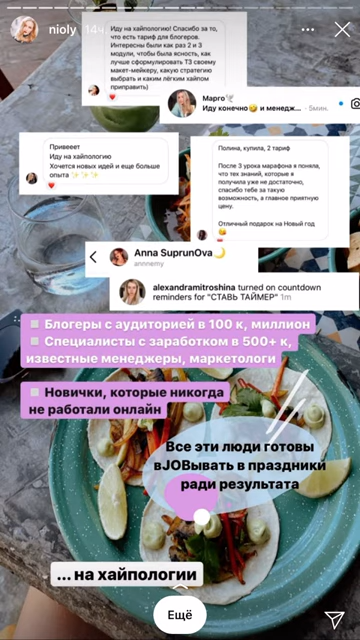 nioly 14ч
Иду на хайпологию! Спасибо за то,
что есть тариф для блогеров.
Интересны были как раз 2 и 3
модули, чтобы была ясность, как
лучше сформулировать ТЗ своему
макет-мейкеру, какую стратегию
выбрать и каким лёгким хайпом
приправить)
Марго
Иду конечно🤣 и менедж... · 5мин.
Привееет
Иду на хайпологию
Хочется новых идей и еще больше
опыта ✨✨✨
Полина, купила, 2 тариф
После 3 урока марафона я поняла,
что тех знаний, которые я
получила уже не достаточно,
спасибо тебе за такую
возможность, а главное приятную
цену.
Отличный подарок на Новый год
😋
Anna SuprunOva 🌙
annnemy
alexandramitroshina turned on countdown
reminders for "СТАВЬ ТАЙМЕР" 1m
◽ Блогеры с аудиторией в 100 к, миллион
◽ Специалисты с заработком в 500+ к,
известные менеджеры, маркетологи
◽ Новички, которые никогда
не работали онлайн
Все эти люди готовы
вJOBывать в праздники
ради результата
... на хайпологии
Ещё